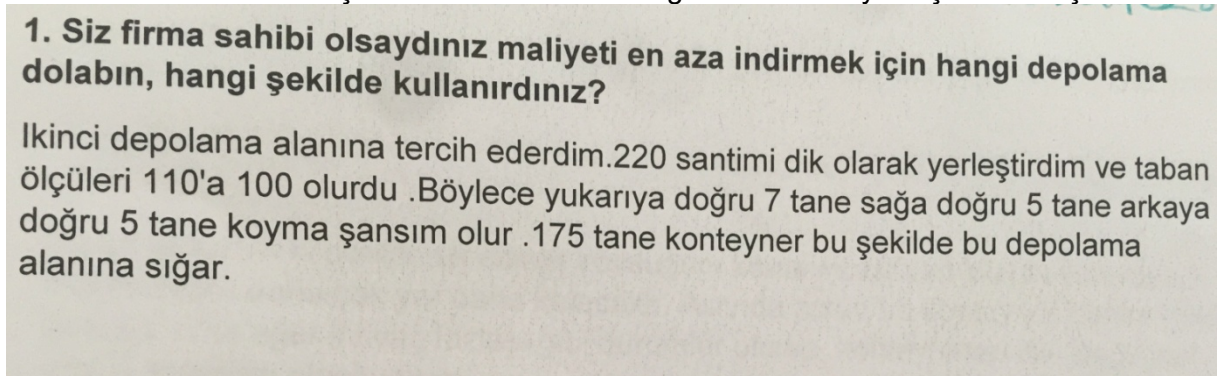 1. Siz firma sahibi olsaydınız maliyeti en aza indirmek için hangi depolama
dolabın, hangi şekilde kullanırdınız?
Ikinci depolama alanına tercih ederdim.220 santimi dik olarak yerleştirdim ve taban
ölçüleri 110'a 100 olurdu .Böylece yukarıya doğru 7 tane sağa doğru 5 tane arkaya
doğru 5 tane koyma şansım olur .175 tane konteyner bu şekilde bu depolama
alanına sığar.